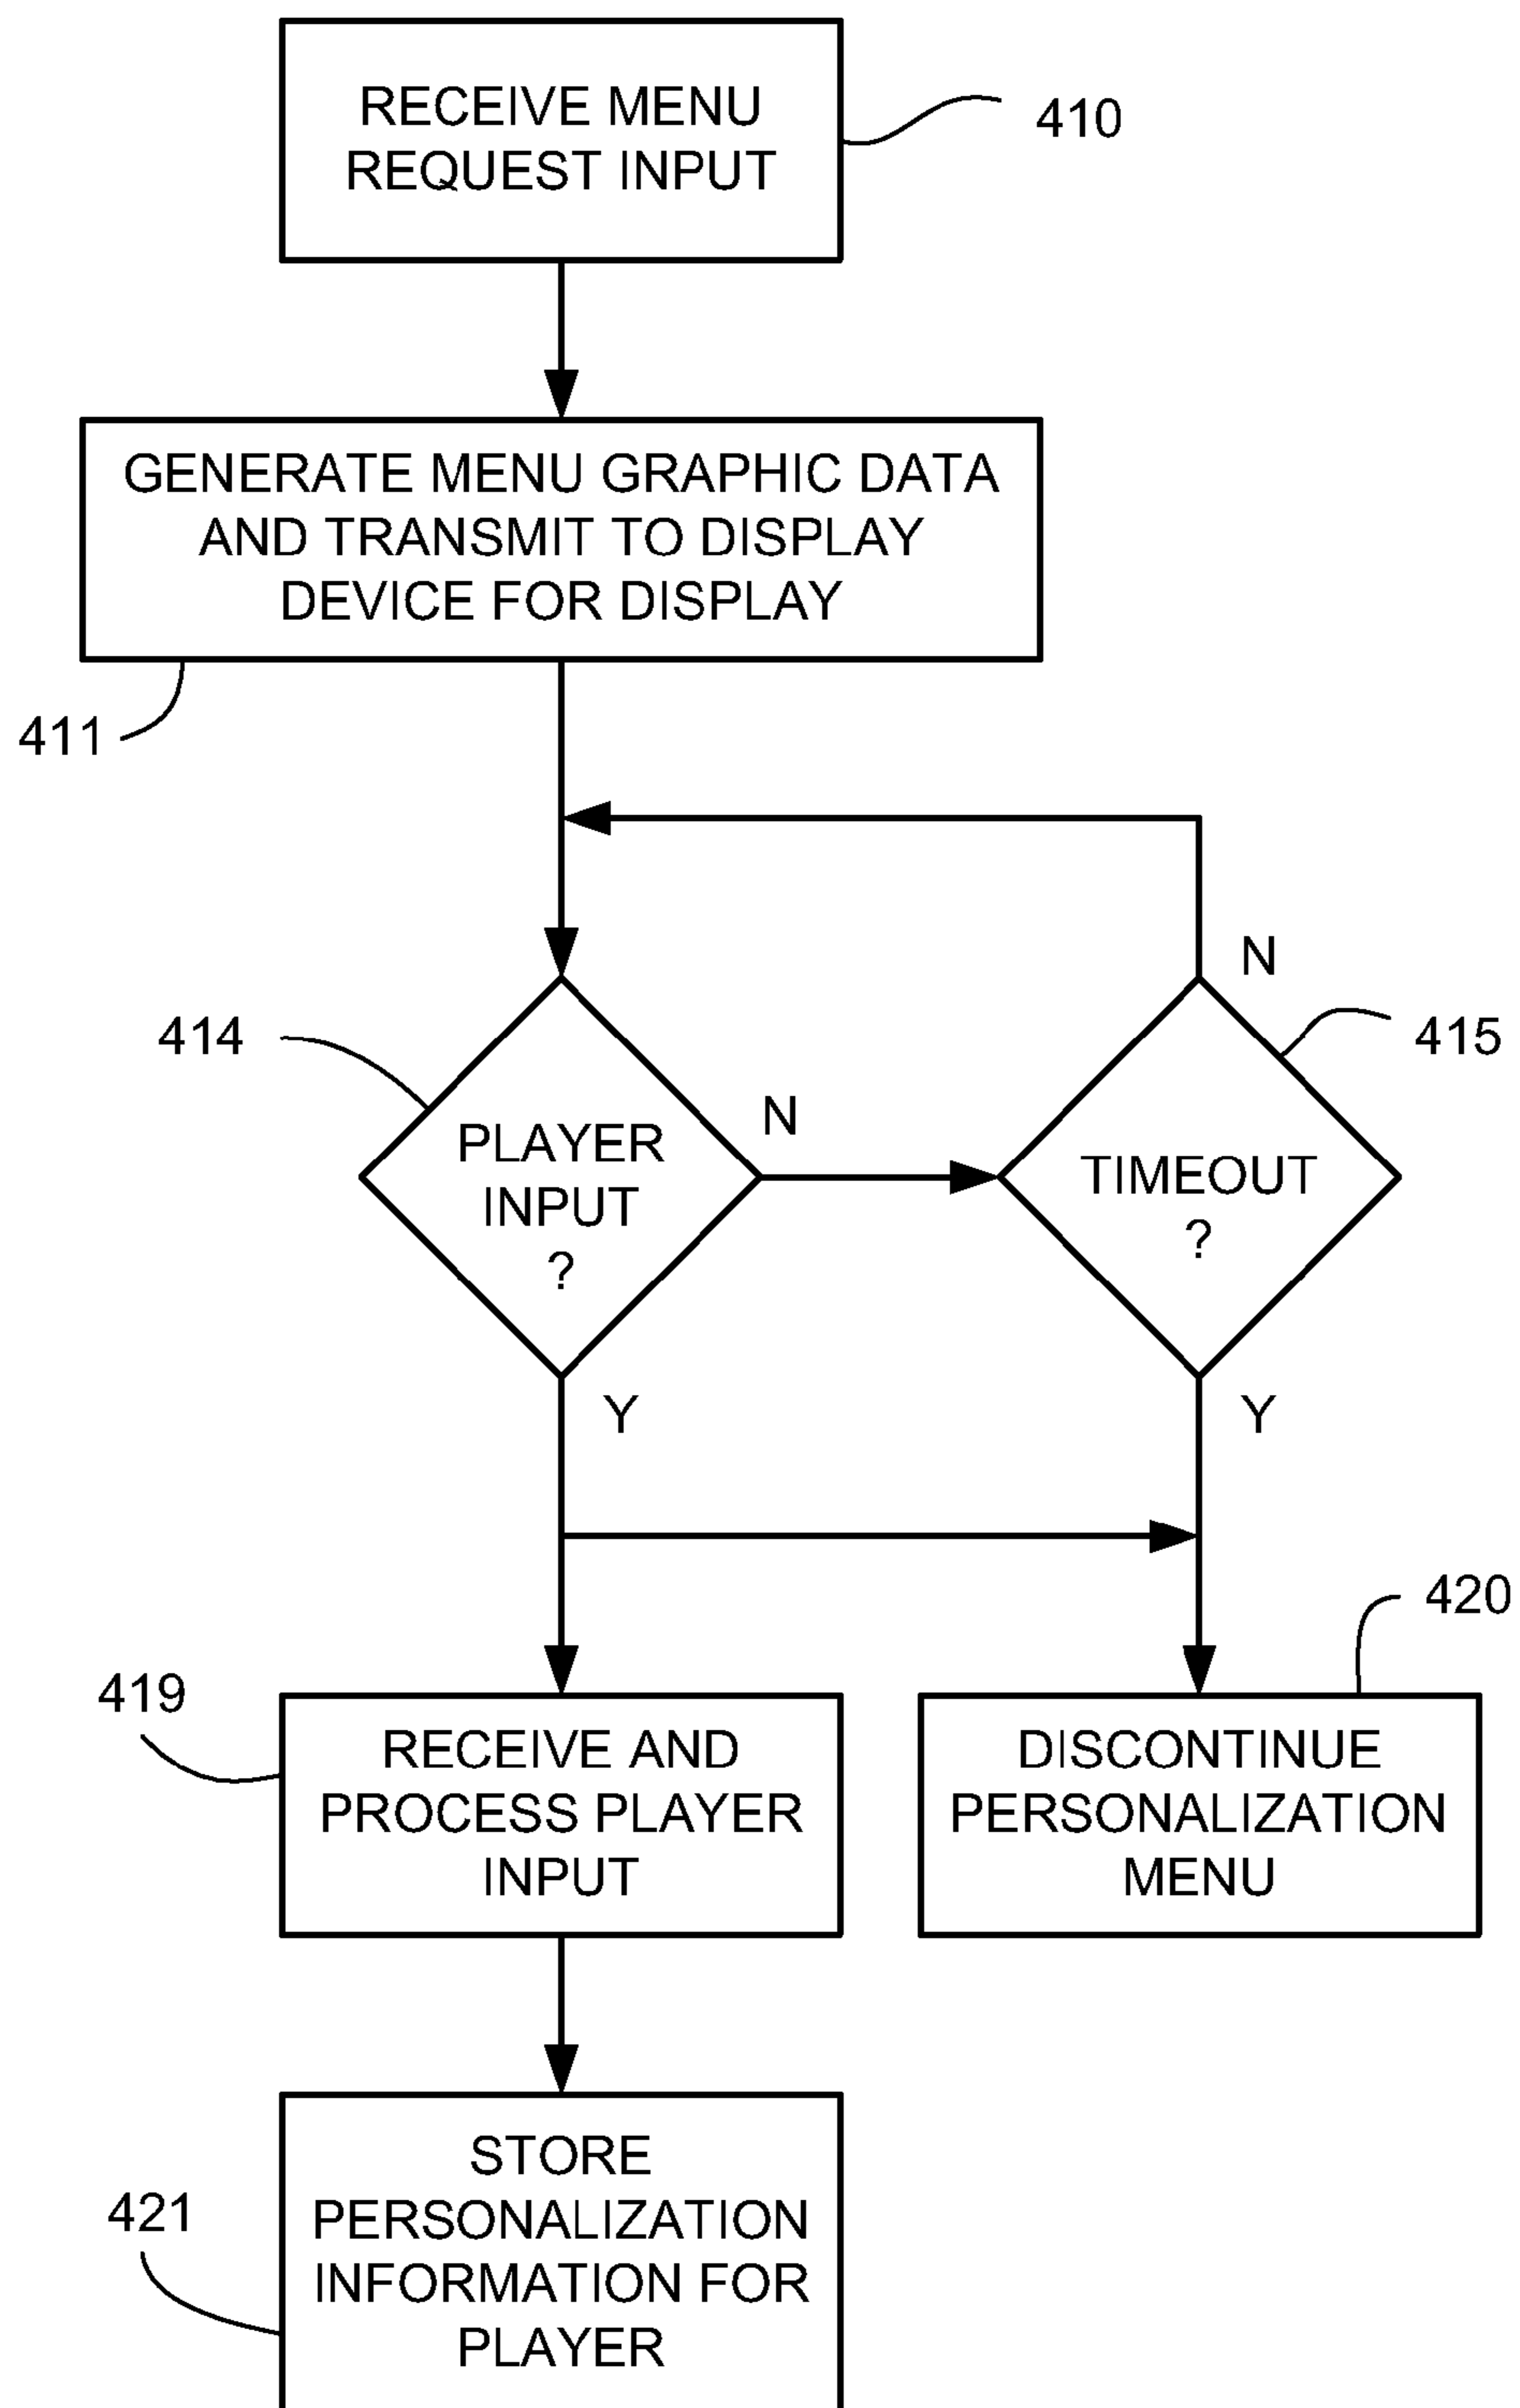 RECEIVE MENU
REQUEST INPUT
410
GENERATE MENU GRAPHIC DATA
AND TRANSMIT TO DISPLAY
DEVICE FOR DISPLAY
411
N
414
415
PLAYER
INPUT
?
N
TIMEOUT
?
Y
Y
420
419
RECEIVE AND
PROCESS PLAYER
INPUT
DISCONTINUE
PERSONALIZATION
MENU
STORE
PERSONALIZATION
INFORMATION FOR
PLAYER
421